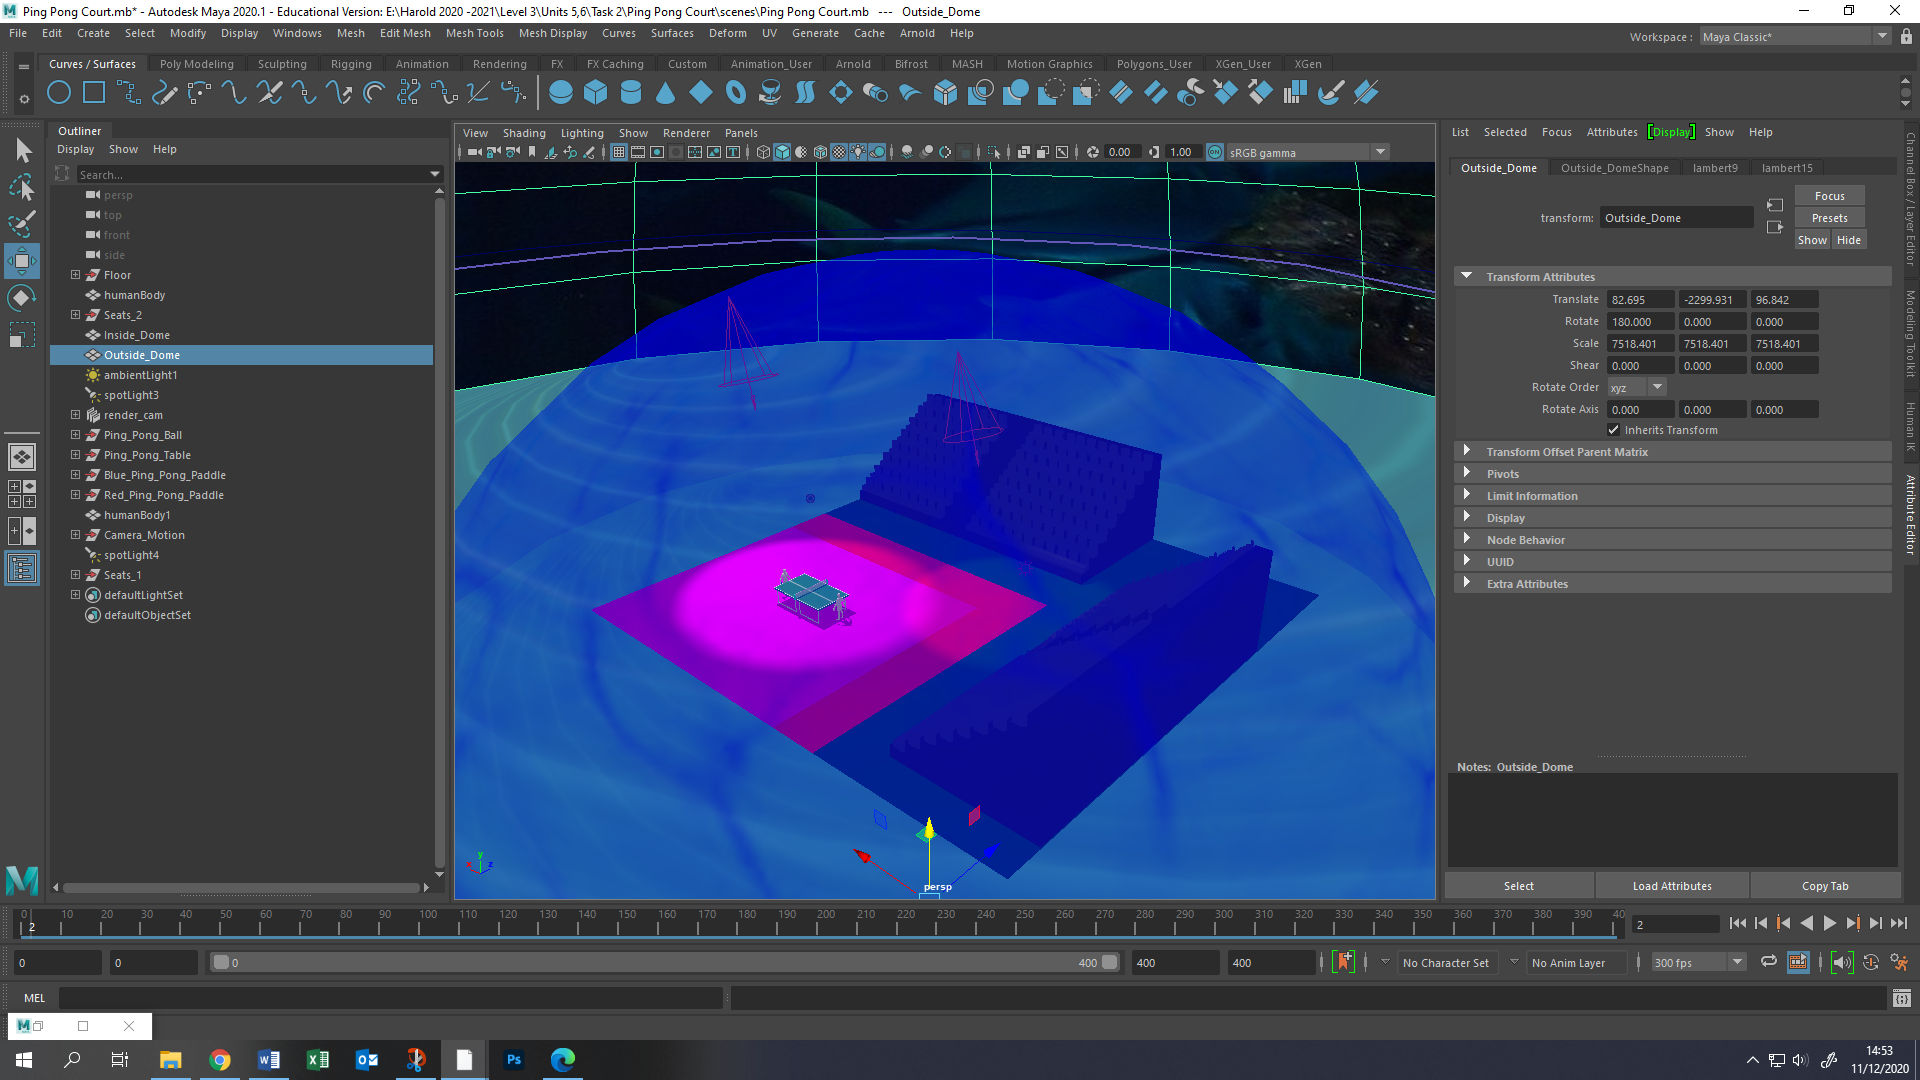 Ping Pong Court.mb* - Autodesk Maya 2020.1 - Educational Version: E:\Harold 2020 -2021\Level 3\Units 5,6\Task 2\Ping Pong Court\scenes\Ping Pong Court.mb --- Outside_Dome
File Edit Create Select Modify Display Windows Mesh Edit Mesh Mesh Tools Mesh Display Curves Surfaces Deform UV Generate Cache Arnold Help
Workspace : Maya Classic*
Curves / Surfaces Poly Modeling Sculpting Rigging Animation Rendering FX FX Caching Custom Animation_User Arnold Bifrost MASH Motion Graphics Polygons_User XGen_User XGen
Outliner
Display Show Help
Search...
persp
top
front
side
Floor
humanBody
Seats_2
Inside_Dome
Outside_Dome
ambientLight1
spotLight3
render_cam
Ping_Pong_Ball
Ping_Pong_Table
Blue_Ping_Pong_Paddle
Red_Ping_Pong_Paddle
humanBody1
Camera_Motion
spotLight4
Seats_1
defaultLightSet
defaultObjectSet
View Shading Lighting Show Renderer Panels
0.00 1.00 ON sRGB gamma
y
x z
persp
List Selected Focus Attributes [Display] Show Help
Outside_Dome Outside_DomeShape lambert9 lambert15
Focus
transform: Outside_Dome Presets
Show Hide
Transform Attributes
Translate 82.695 -2299.931 96.842
Rotate 180.000 0.000 0.000
Scale 7518.401 7518.401 7518.401
Shear 0.000 0.000 0.000
Rotate Order xyz
Rotate Axis 0.000 0.000 0.000
Inherits Transform
Transform Offset Parent Matrix
Pivots
Limit Information
Display
Node Behavior
UUID
Extra Attributes
Notes: Outside_Dome
Select Load Attributes Copy Tab
Channel Box / Layer Editor
Modeling Toolkit
Human IK
Attribute Editor
0 10 20 30 40 50 60 70 80 90 100 110 120 130 140 150 160 170 180 190 200 210 220 230 240 250 260 270 280 290 300 310 320 330 340 350 360 370 380 390 40
2
2
0 0 0 400 400 400 No Character Set No Anim Layer 300 fps
MEL
14:53
11/12/2020